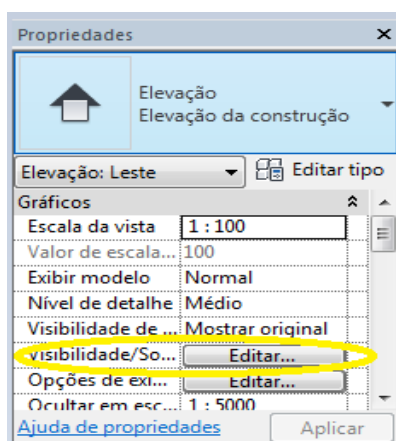 Propriedades
Elevação
Elevação da construção
Elevação: Leste Editar tipo
Gráficos
Escala da vista 1 : 100
Valor de escala... 100
Exibir modelo Normal
Nível de detalhe Médio
Visibilidade de ... Mostrar original
Visibilidade/So... Editar...
Opções de exi... Editar...
Ocultar em esc... 1 : 5000
Ajuda de propriedades Aplicar